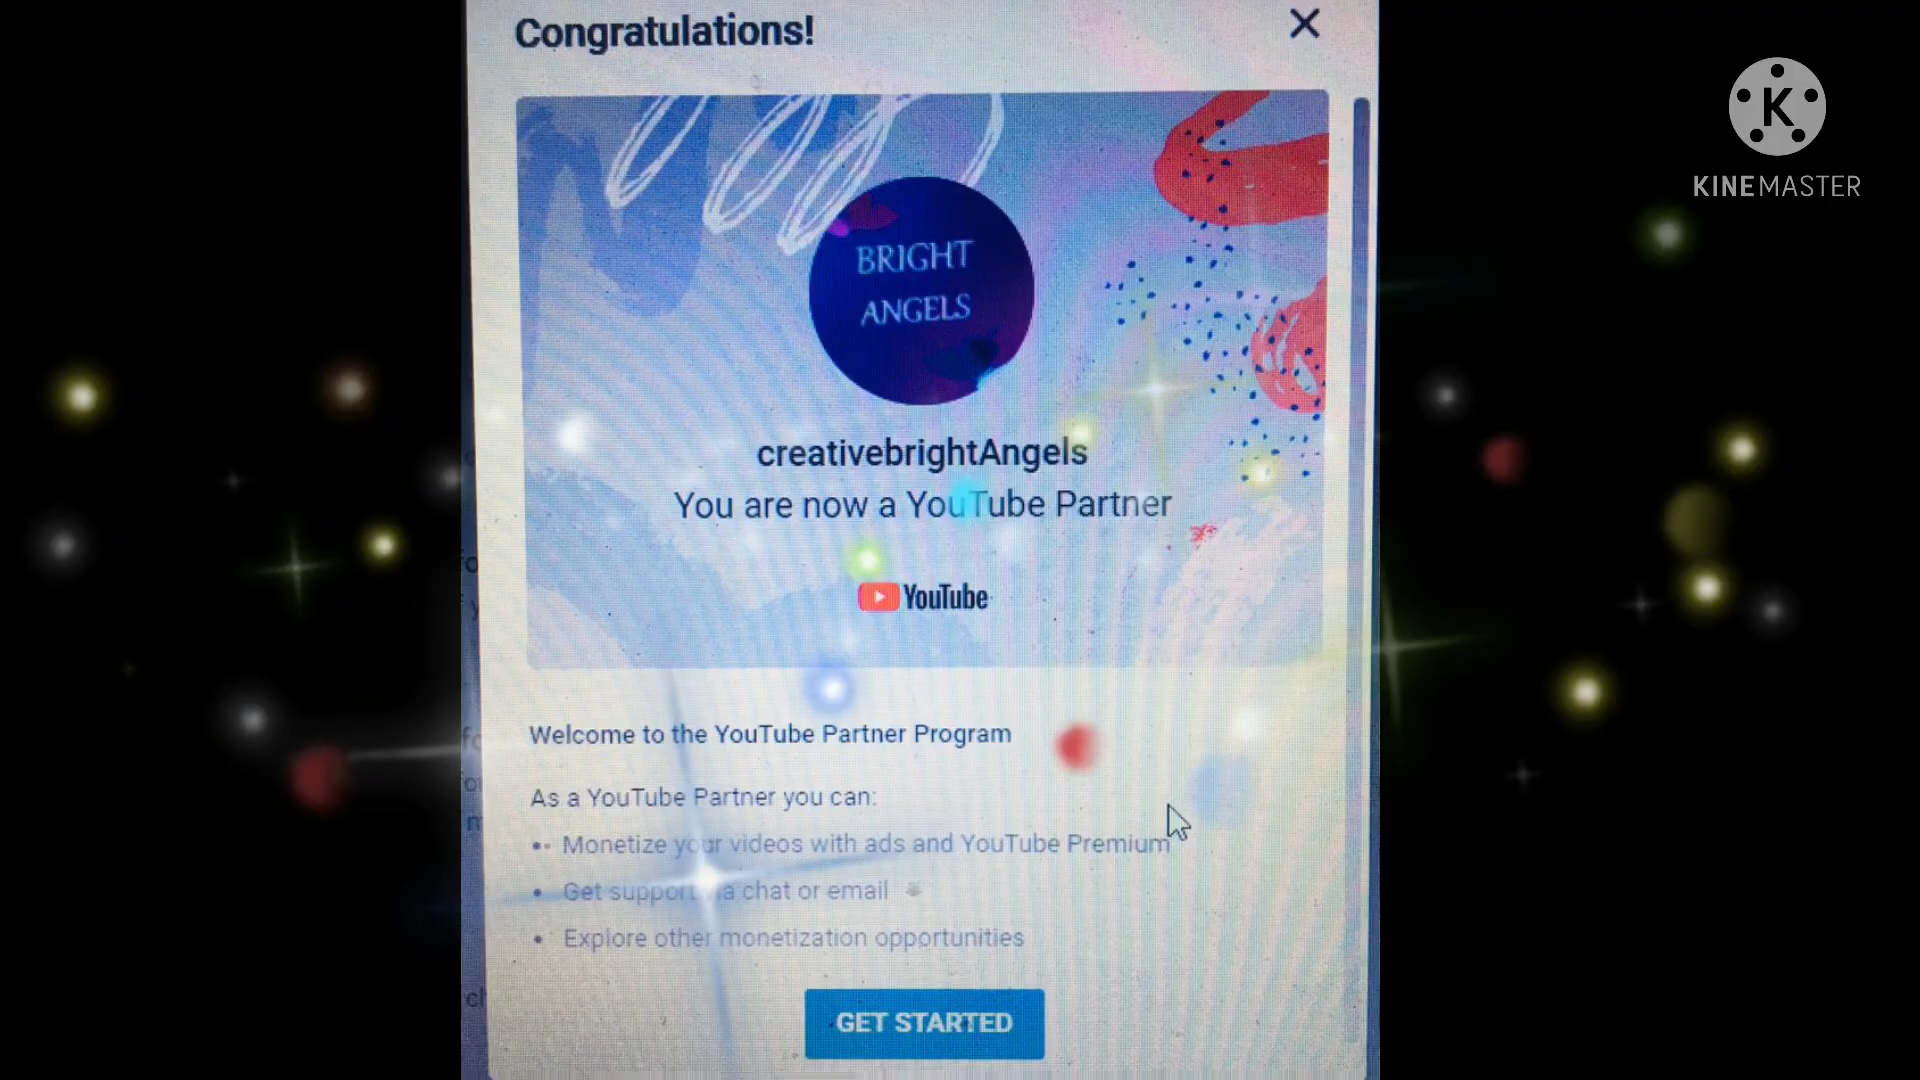 Congratulations!
KINEMASTER
BRIGHT
ANGELS
creativebrightAngels
You are now a YouTube Partner
YouTube
Welcome to the YouTube Partner Program
As a YouTube Partner you can:
• Monetize your videos with ads and YouTube Premium
• Get support via chat or email
• Explore other monetization opportunities
GET STARTED